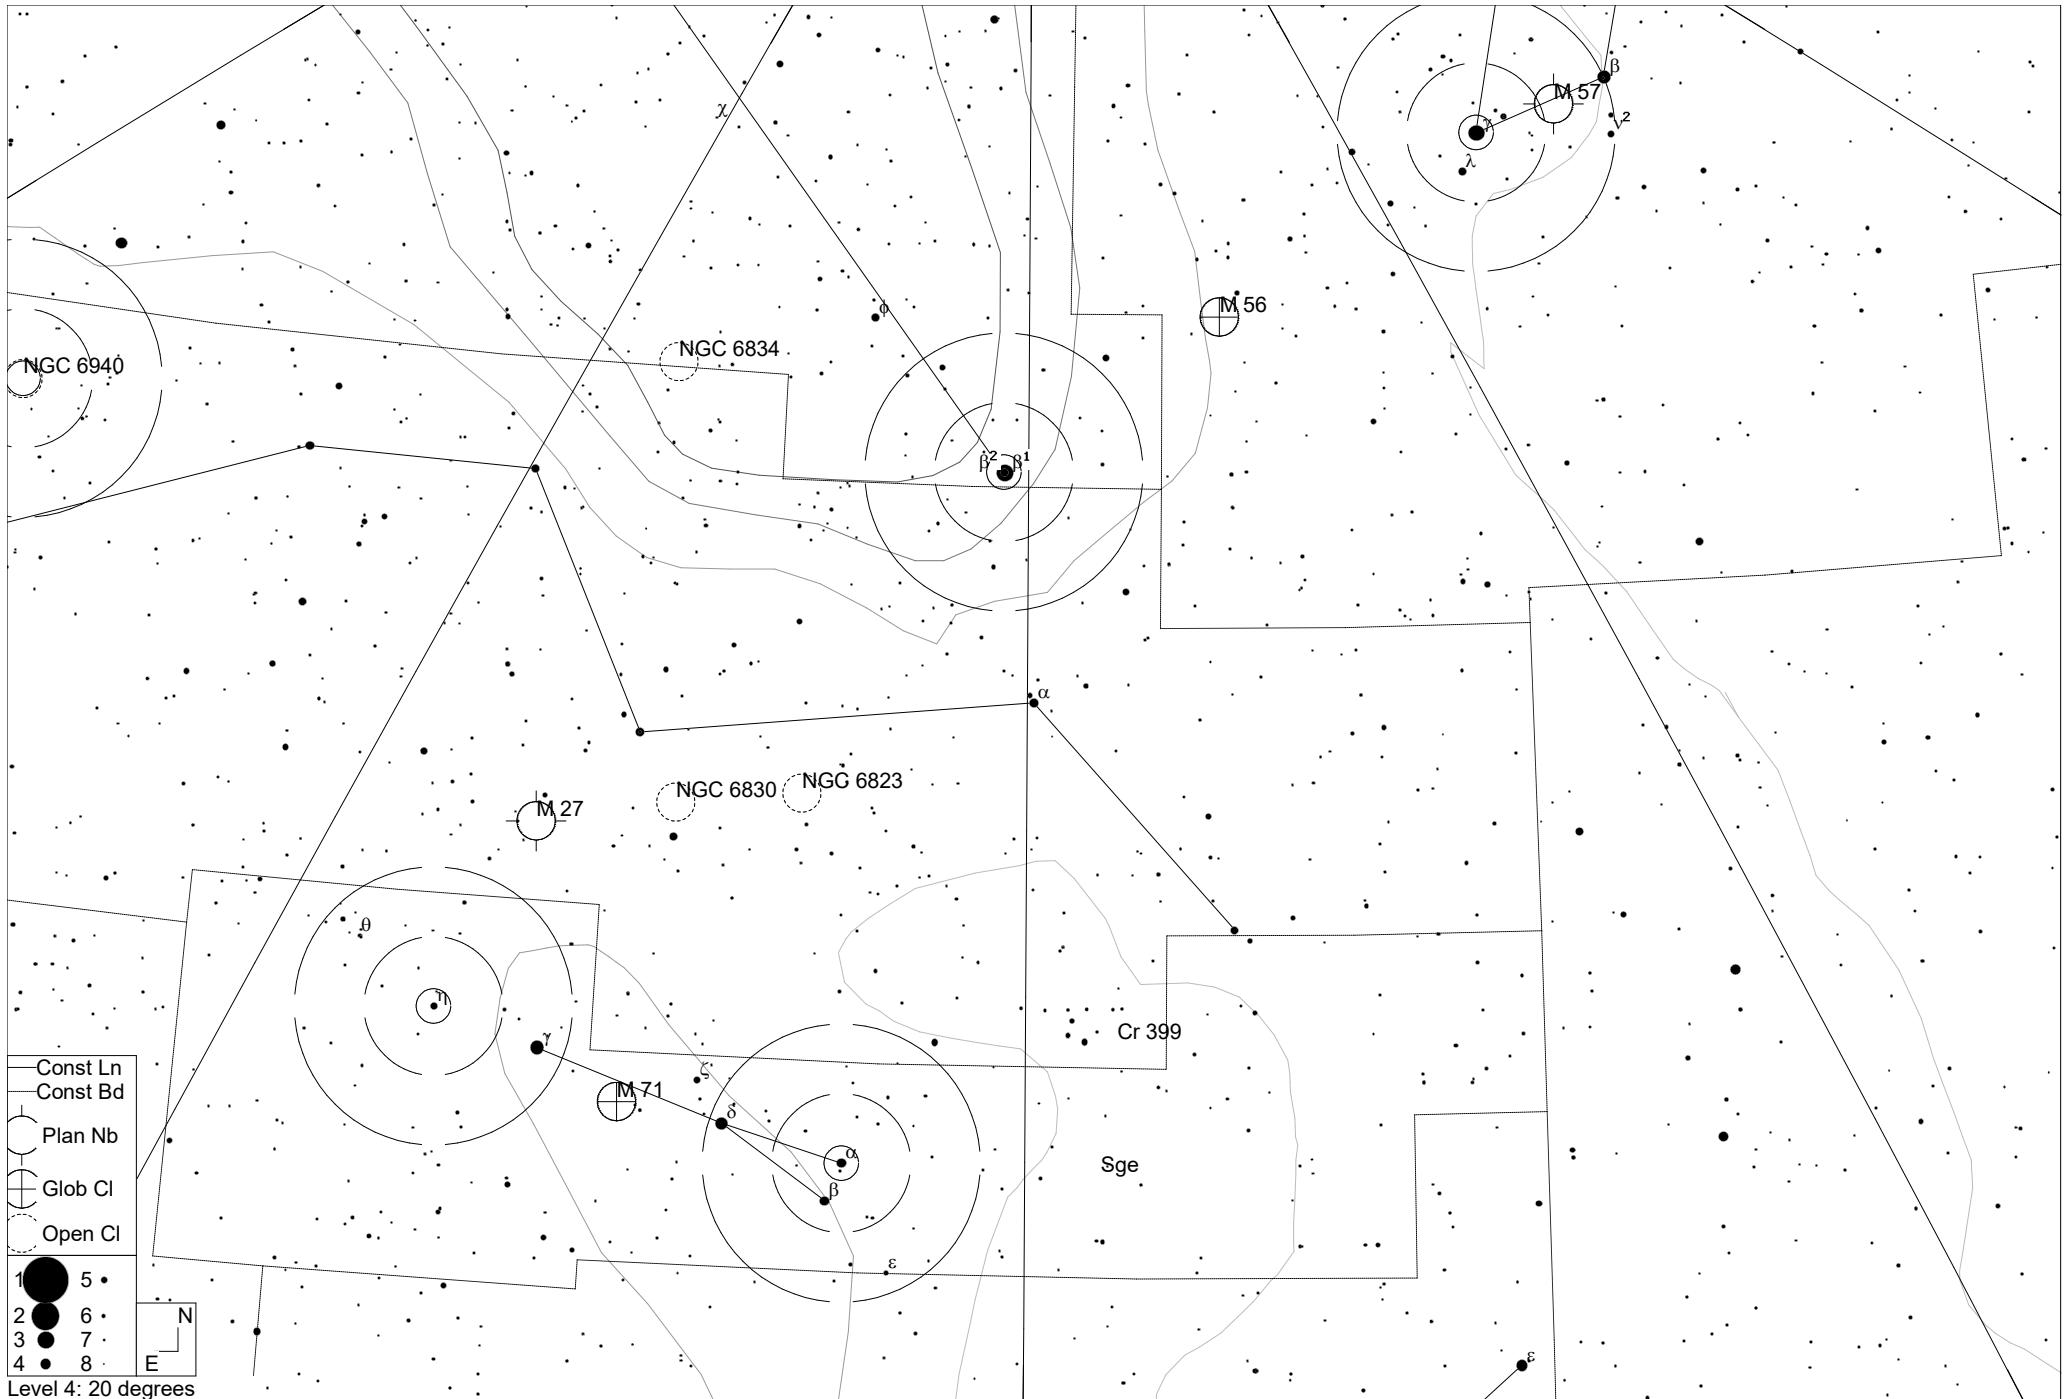 β
M 57
χ
γ
ν²
λ
M 56
φ
NGC 6834
NGC 6940
β² β¹
α
NGC 6823
NGC 6830
M 27
θ
η
Cr 399
γ
ζ
M 71
δ
α
Sge
β
ε
ε
Const Ln
Const Bd
Plan Nb
Glob Cl
Open Cl
1 5
2 6
3 7
4 8
N
E
Level 4: 20 degrees